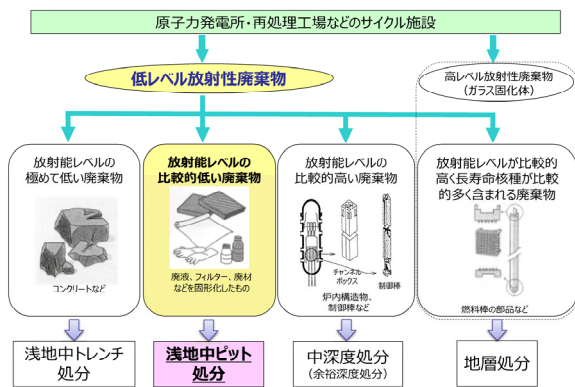 原子力発電所・再処理工場などのサイクル施設
低レベル放射性廃棄物
高レベル放射性廃棄物
（ガラス固化体）
放射能レベルの
極めて低い廃棄物
コンクリートなど
放射能レベルの
比較的低い廃棄物
廃液、フィルター、廃材
などを固形化したもの
放射能レベルの
比較的高い廃棄物
チャンネル
ボックス
制御棒
炉内構造物、
制御棒など
放射能レベルが比較的
高く長寿命核種が比較
的多く含まれる廃棄物
燃料棒の部品など
浅地中トレンチ
処分
浅地中ピット
処分
中深度処分
（余裕深度処分）
地層処分